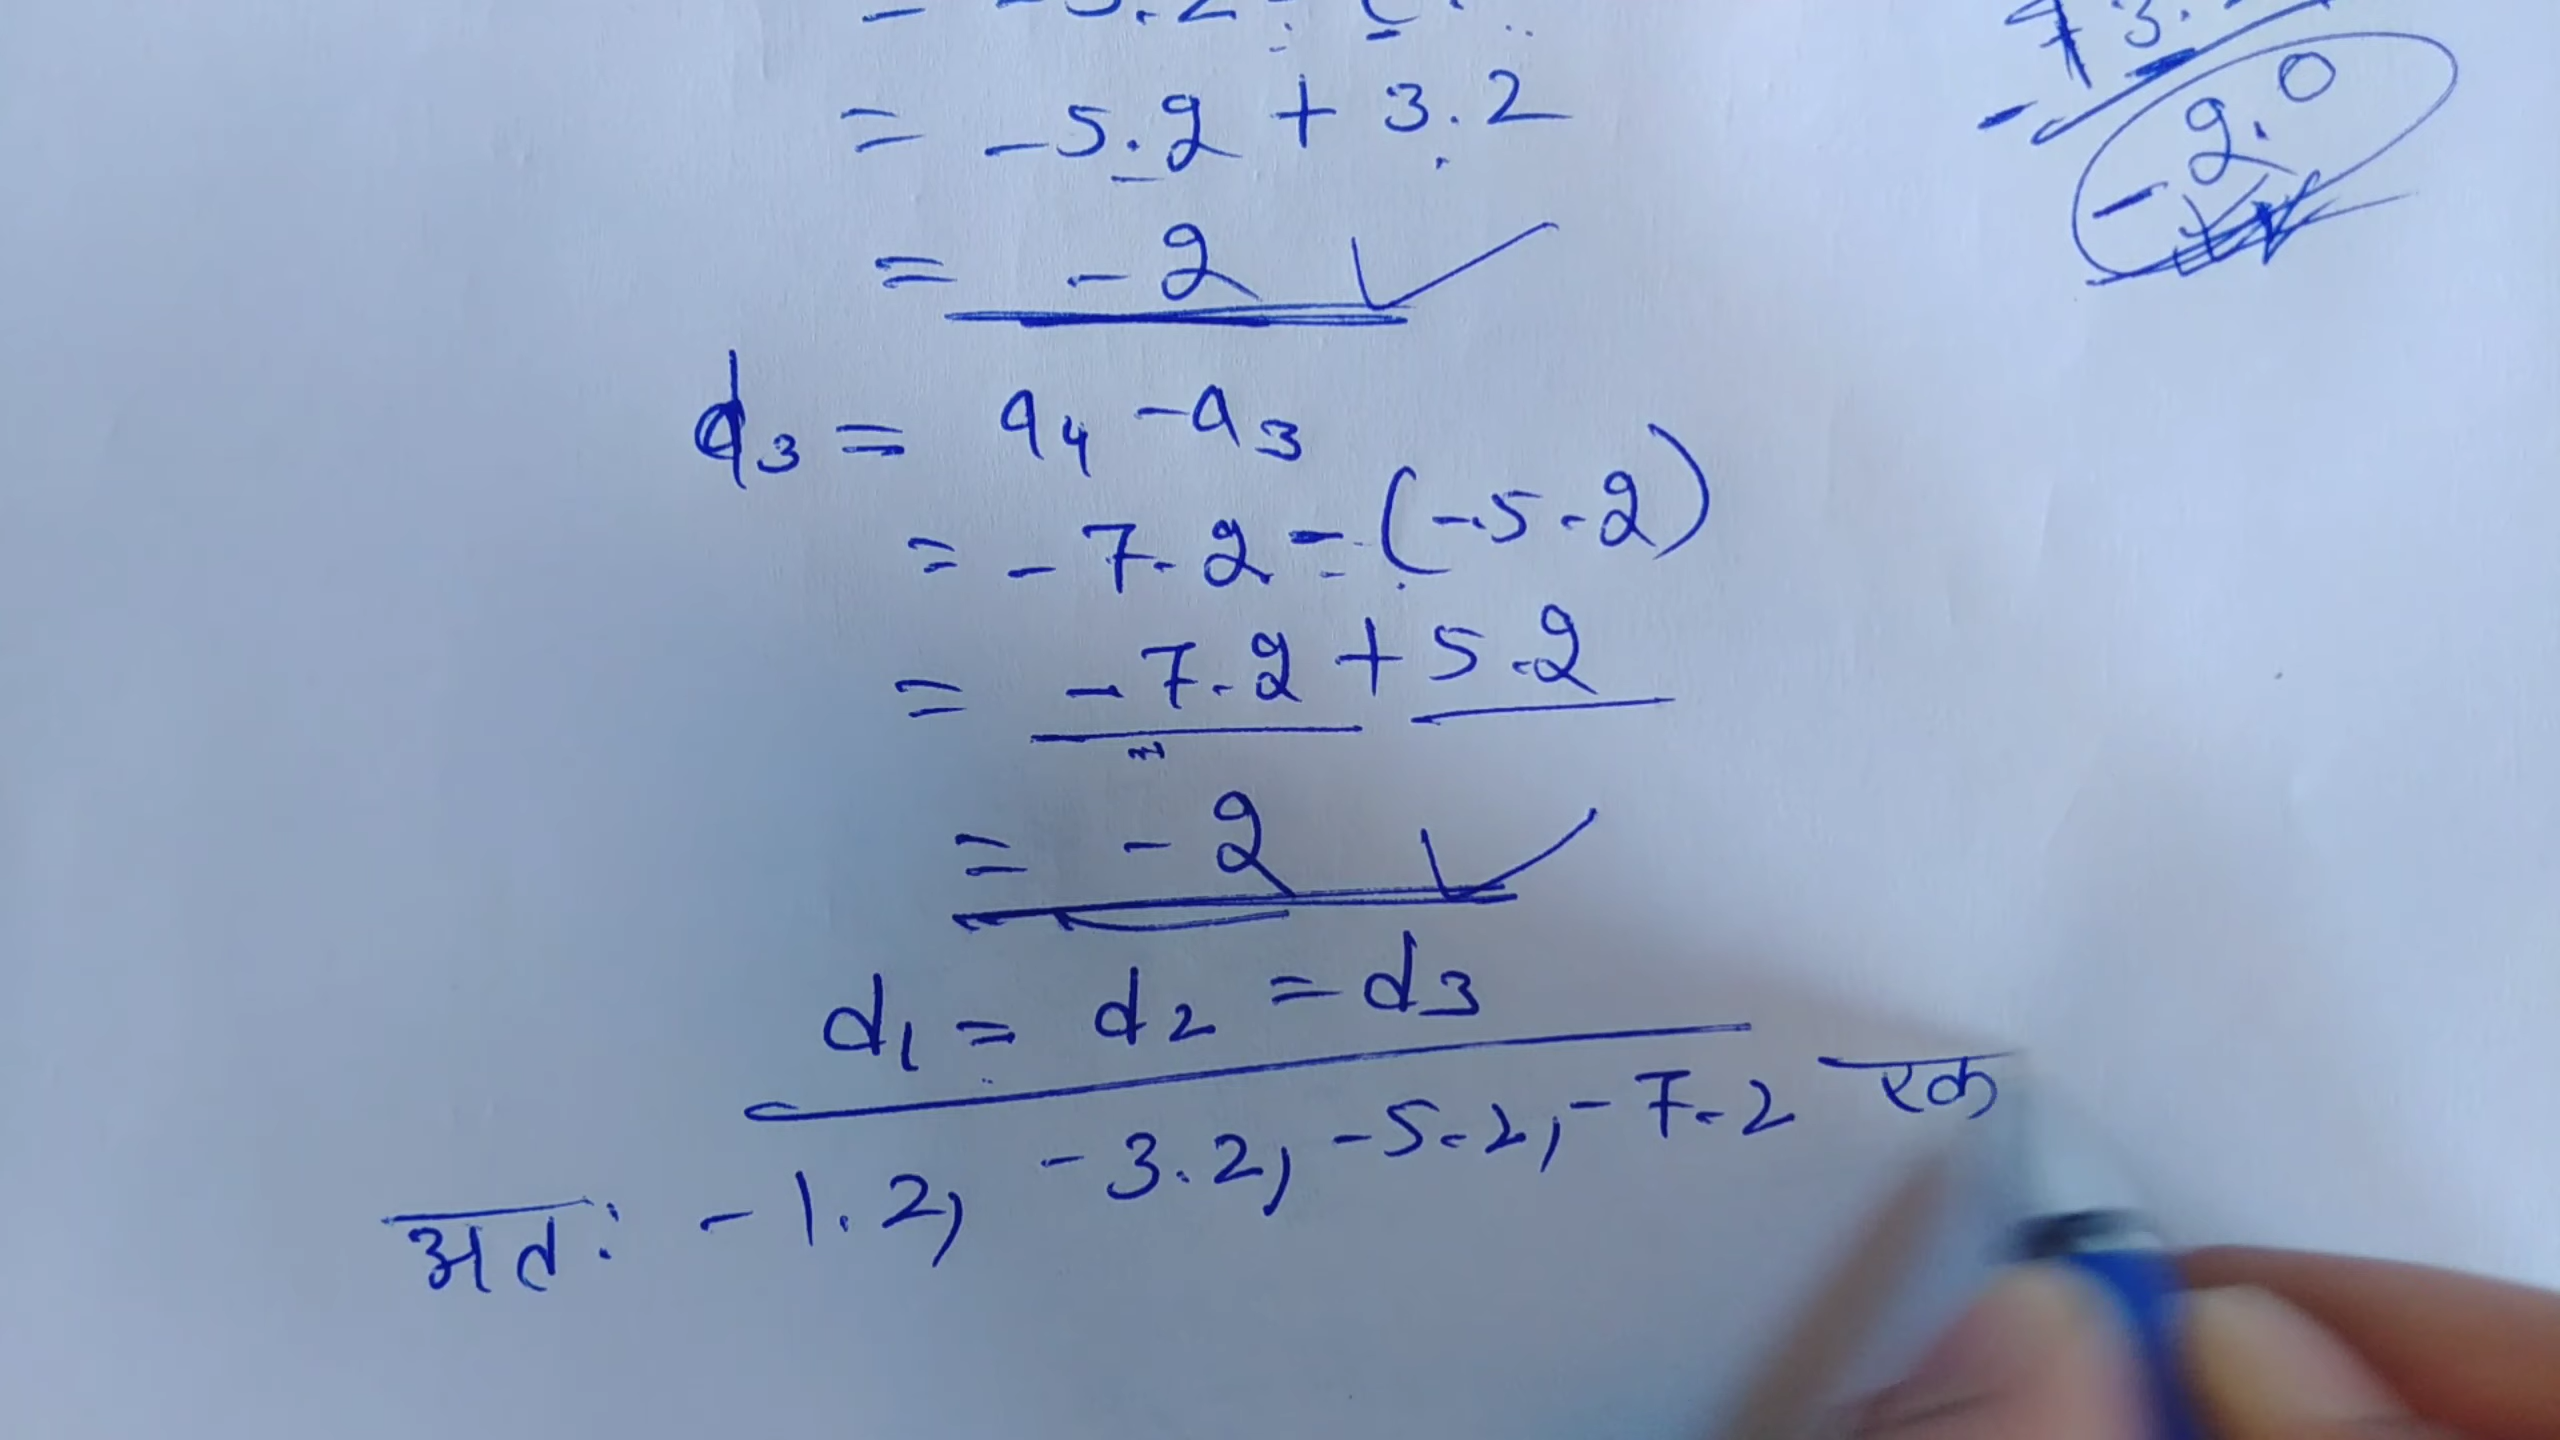 = -5.2 + 3.2
= -2 ✓
-2.0
d3 = a4 - a3
= -7.2 - (-5.2)
= -7.2 + 5.2
= -2 ✓
d1 = d2 = d3
अतः -1.2, -3.2, -5.2, -7.2 एक